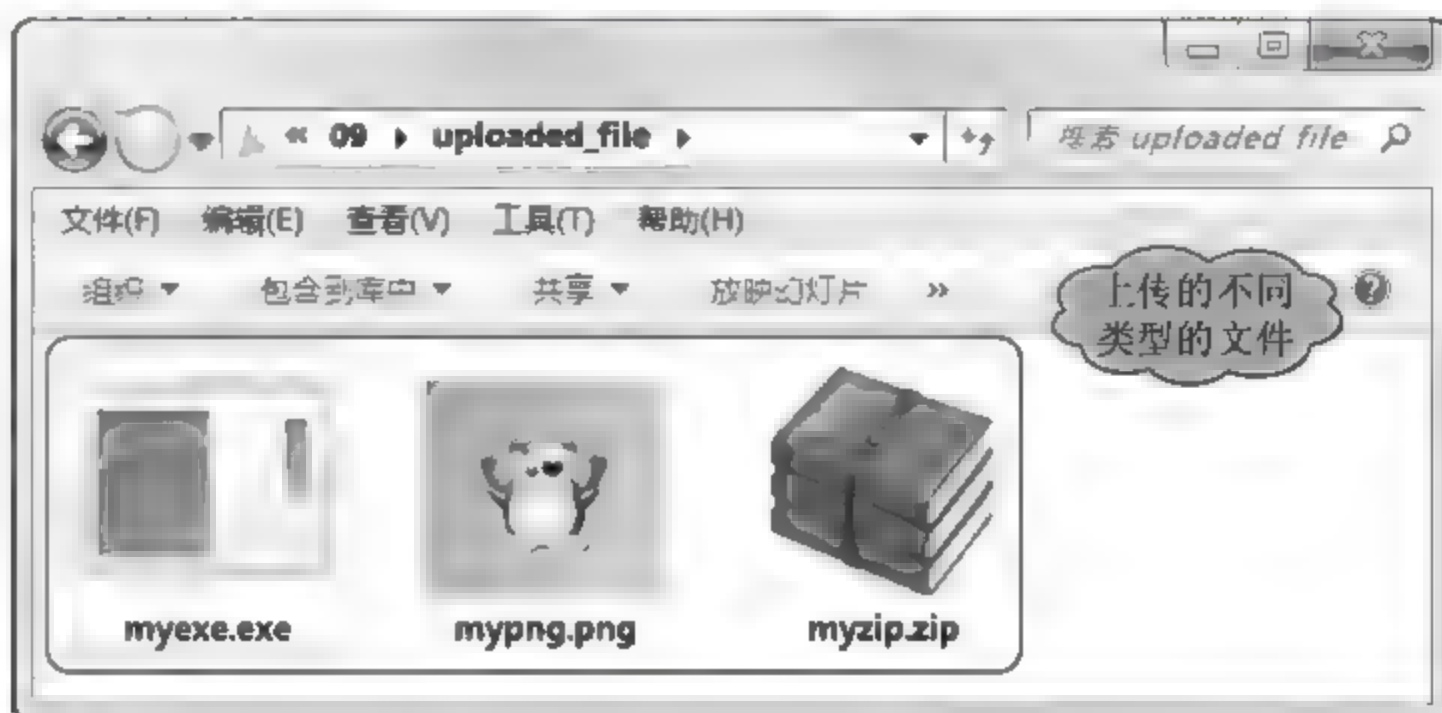 « 09 ▸ uploaded_file ▸
搜索 uploaded file
文件(F) 编辑(E) 查看(V) 工具(T) 帮助(H)
组织 包含到库中 共享 放映幻灯片 »
上传的不同
类型的文件
myexe.exe mypng.png myzip.zip